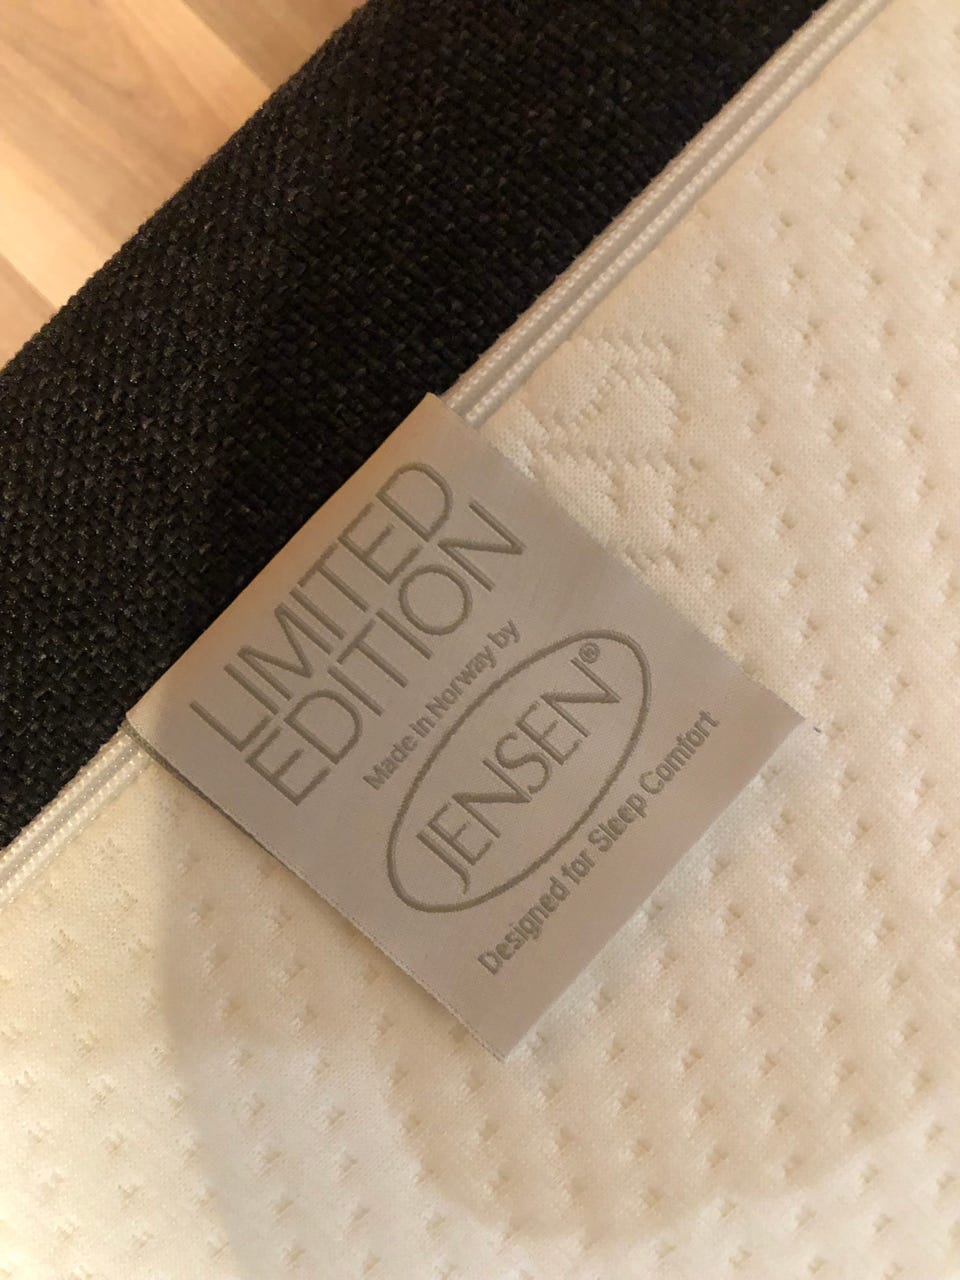 LIMITED
EDITION
Made in Norway by
JENSEN®
Designed for Sleep Comfort